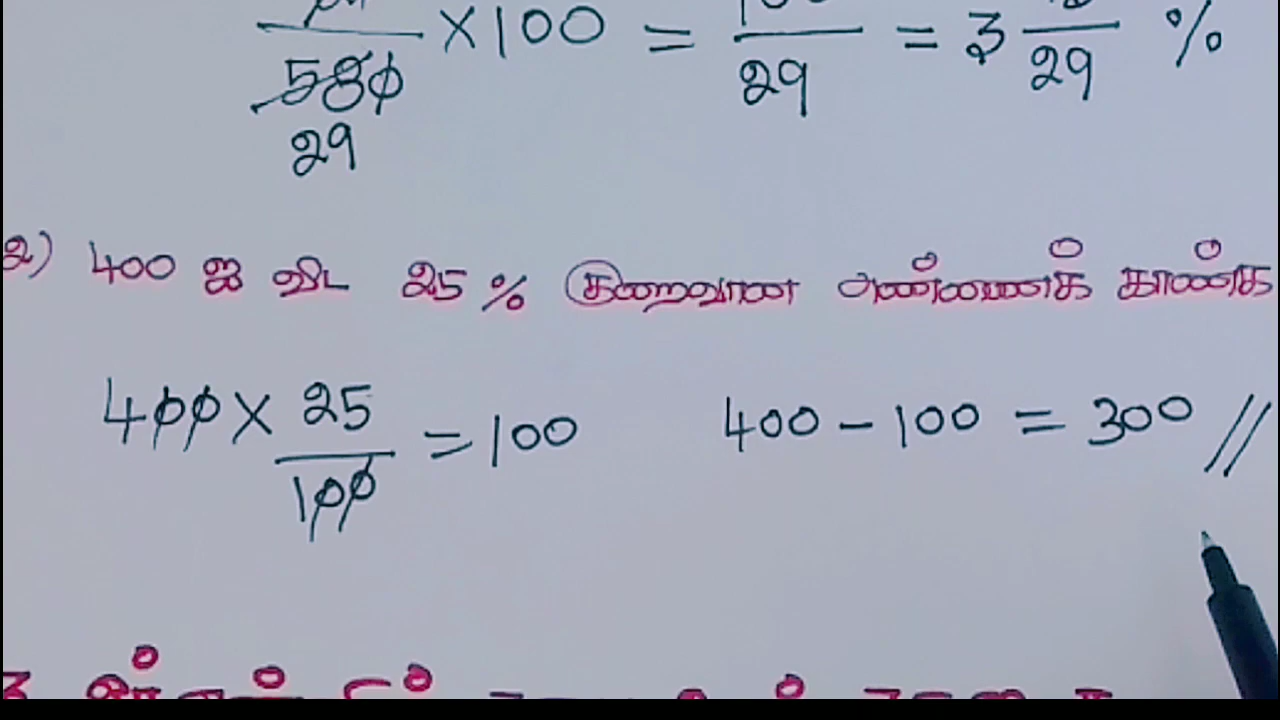 × 100 = = 3 %
580 29 29
29
2) 400 ஐ விட 25 % குறைவான எண்ணைக் காண்க
400 × 25/100 = 100 400 − 100 = 300 //